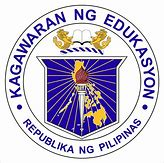 • KAGAWARAN NG EDUKASYON •
REPUBLIKA NG PILIPINAS